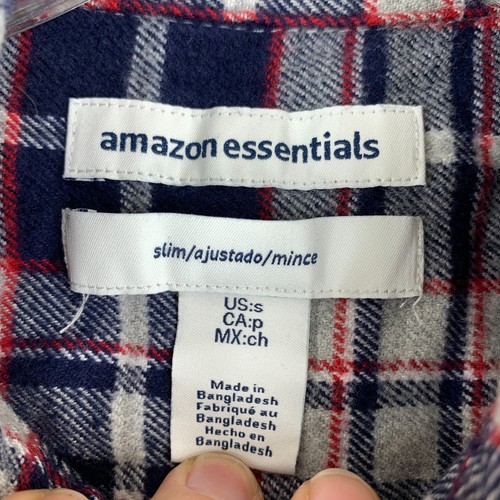 amazon essentials
slim/ajustado/mince
US:s
CA:p
MX:ch
Made in
Bangladesh
Fabriqué au
Bangladesh
Hecho en
Bangladesh